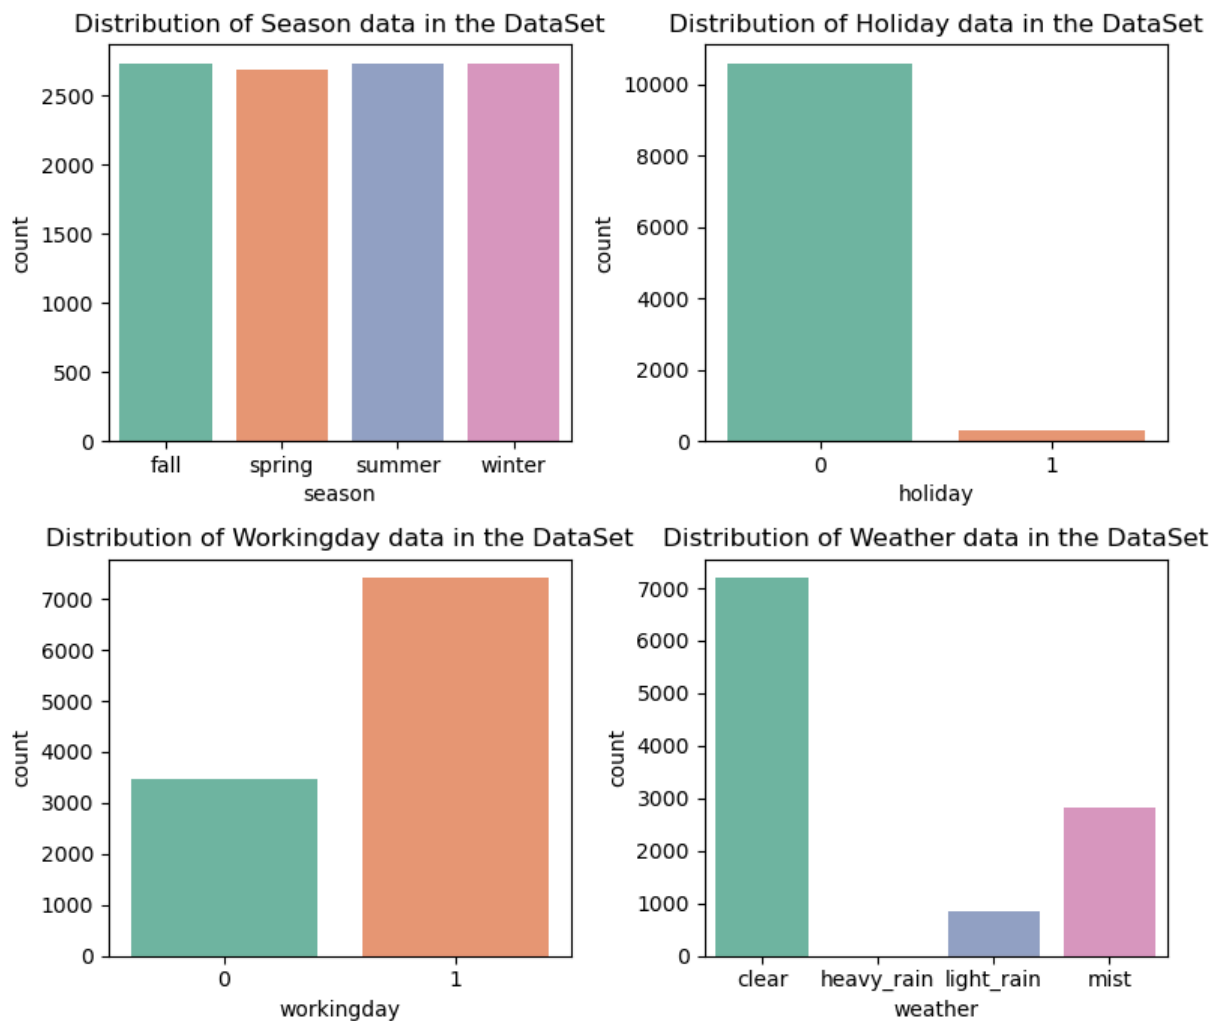 Distribution of Season data in the DataSet
count
2500
2000
1500
1000
500
0
fall spring summer winter
season
Distribution of Holiday data in the DataSet
count
10000
8000
6000
4000
2000
0
0 1
holiday
Distribution of Workingday data in the DataSet
count
7000
6000
5000
4000
3000
2000
1000
0
0 1
workingday
Distribution of Weather data in the DataSet
count
7000
6000
5000
4000
3000
2000
1000
0
clear heavy_rain light_rain mist
weather